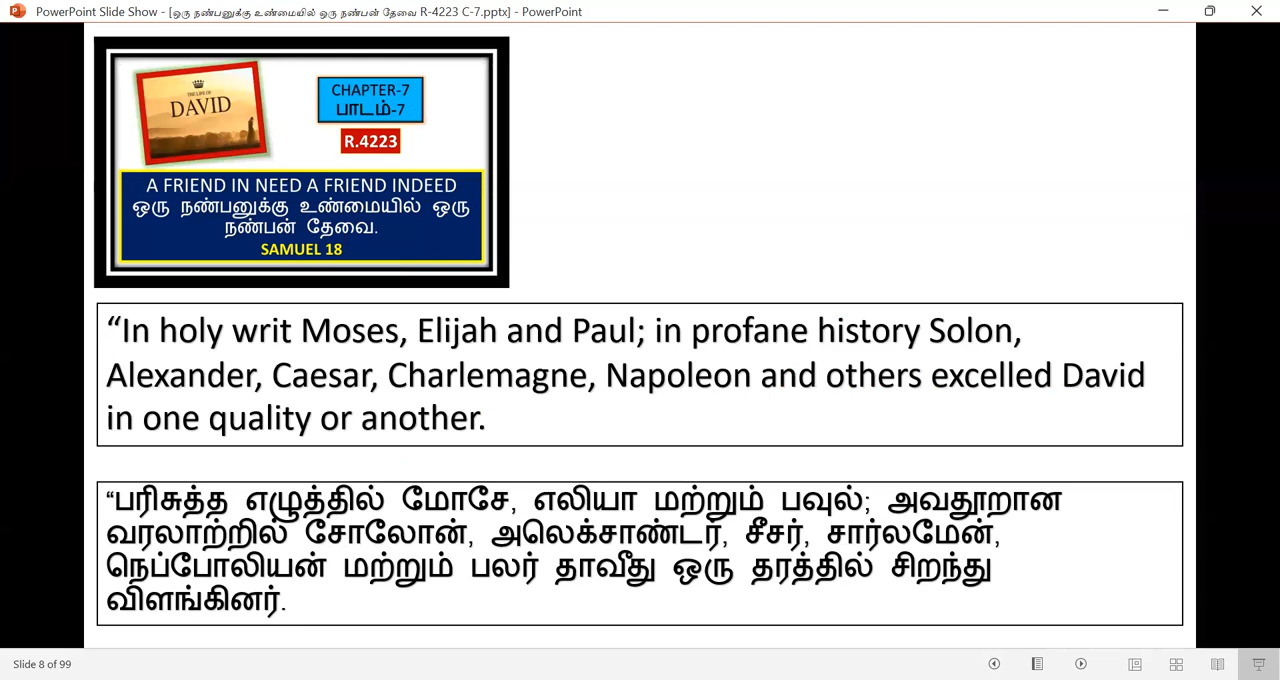 PowerPoint Slide Show - [ஒரு நண்பனுக்கு உண்மையில் ஒரு நண்பன் தேவை R-4223 C-7.pptx] - PowerPoint
THE LIFE OF
DAVID
CHAPTER-7
பாடம்-7
R.4223
A FRIEND IN NEED A FRIEND INDEED
ஒரு நண்பனுக்கு உண்மையில் ஒரு
நண்பன் தேவை.
SAMUEL 18
“In holy writ Moses, Elijah and Paul; in profane history Solon,
Alexander, Caesar, Charlemagne, Napoleon and others excelled David
in one quality or another.
“பரிசுத்த எழுத்தில் மோசே, எலியா மற்றும் பவுல்; அவதூறான
வரலாற்றில் சோலோன், அலெக்சாண்டர், சீசர், சார்லமேன்,
நெப்போலியன் மற்றும் பலர் தாவீது ஒரு தரத்தில் சிறந்து
விளங்கினர்.
Slide 8 of 99